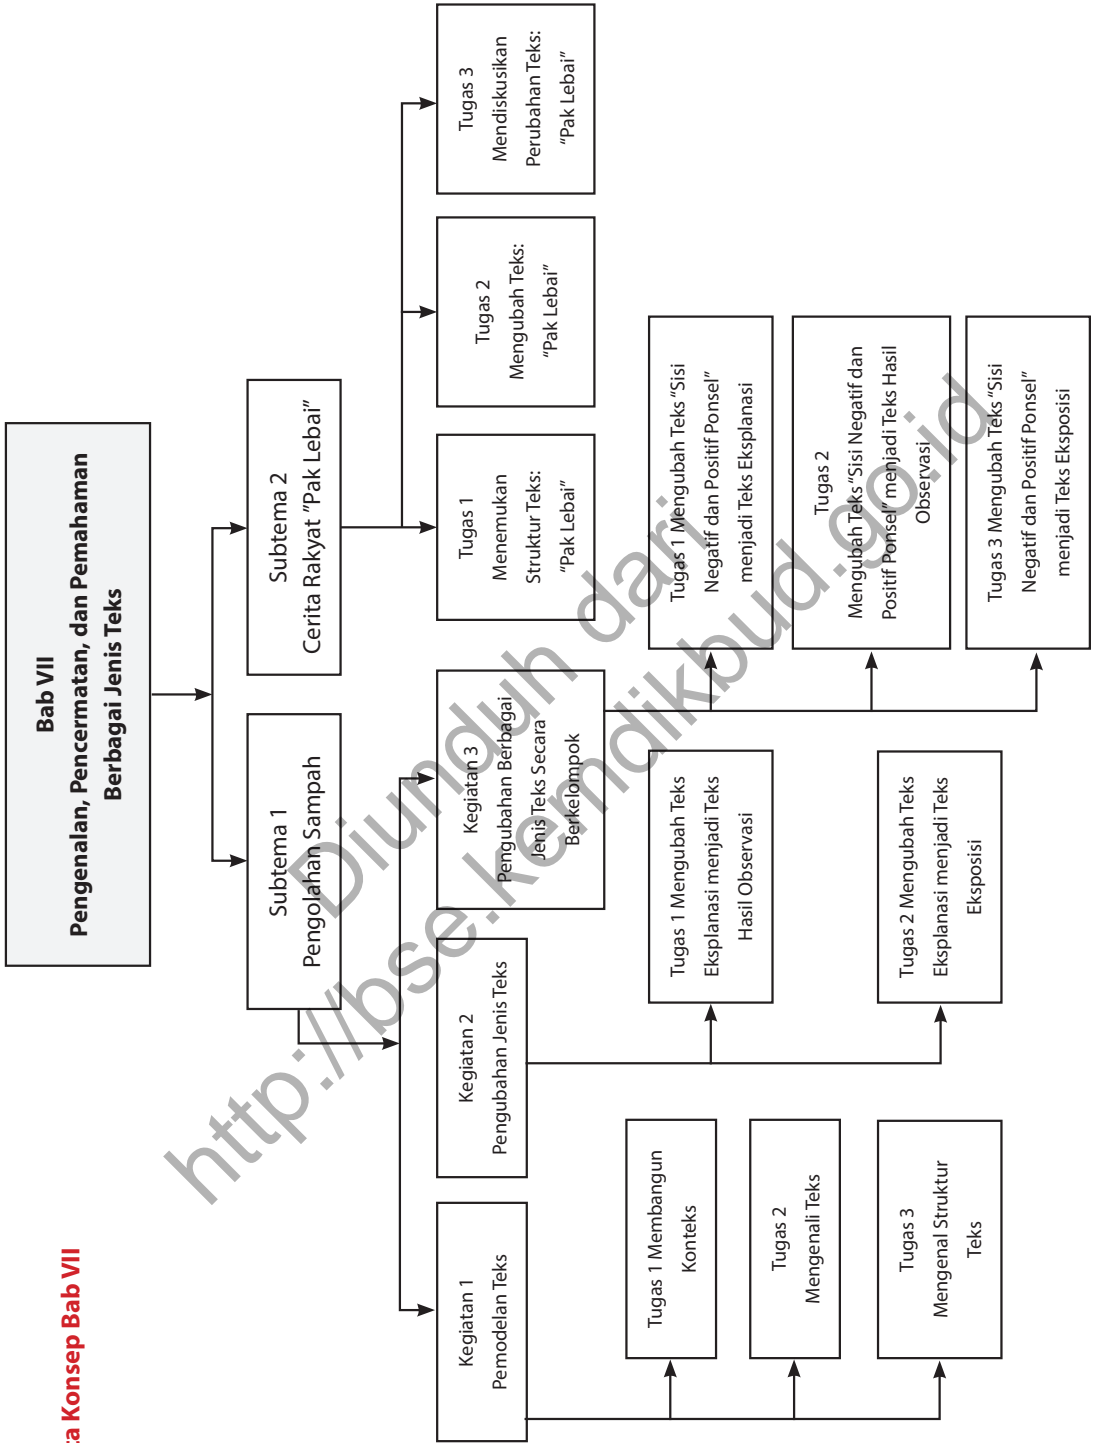 a Konsep Bab VII
Bab VII
Pengenalan, Pencermatan, dan Pemahaman
Berbagai Jenis Teks
Subtema 1
Pengolahan Sampah
Subtema 2
Cerita Rakyat "Pak Lebai"
Kegiatan 1
Pemodelan Teks
Kegiatan 2
Pengubahan Jenis Teks
Kegiatan 3
Pengubahan Berbagai
Jenis Teks Secara
Berkelompok
Tugas 1
Menemukan
Struktur Teks:
"Pak Lebai"
Tugas 2
Mengubah Teks:
"Pak Lebai"
Tugas 3
Mendiskusikan
Perubahan Teks:
"Pak Lebai"
Tugas 1 Membangun
Konteks
Tugas 2
Mengenali Teks
Tugas 3
Mengenal Struktur
Teks
Tugas 1 Mengubah Teks
Eksplanasi menjadi Teks
Hasil Observasi
Tugas 2 Mengubah Teks
Eksplanasi menjadi Teks
Eksposisi
Tugas 1 Mengubah Teks "Sisi
Negatif dan Positif Ponsel"
menjadi Teks Eksplanasi
Tugas 2
Mengubah Teks "Sisi Negatif dan
Positif Ponsel" menjadi Teks Hasil
Observasi
Tugas 3 Mengubah Teks "Sisi
Negatif dan Positif Ponsel"
menjadi Teks Eksposisi
Diunduh dari
http://bse.kemdikbud.go.id